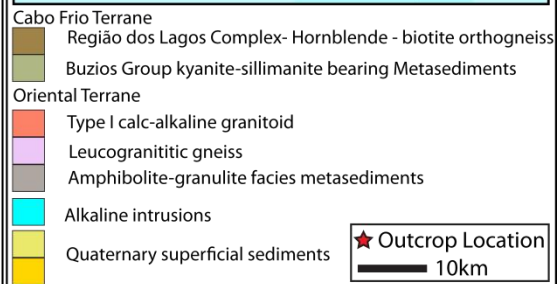 Cabo Frio Terrane
Região dos Lagos Complex- Hornblende - biotite orthogneiss
Buzios Group kyanite-sillimanite bearing Metasediments
Oriental Terrane
Type I calc-alkaline granitoid
Leucogranititic gneiss
Amphibolite-granulite facies metasediments
Alkaline intrusions
Quaternary superficial sediments
Outcrop Location
10km